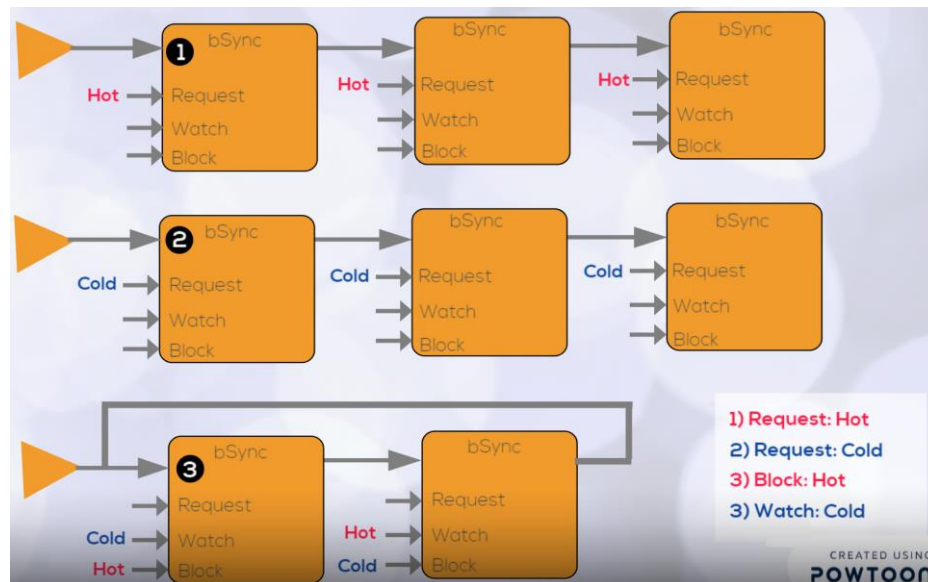 1 bSync bSync bSync
Hot Request Hot Request Hot Request
Watch Watch Watch
Block Block Block
2 bSync bSync bSync
Cold Request Cold Request Cold Request
Watch Watch Watch
Block Block Block
3 bSync bSync
Request Request
Cold Watch Hot Watch
Hot Block Cold Block
1) Request: Hot
2) Request: Cold
3) Block: Hot
3) Watch: Cold
CREATED USING
POWTOON